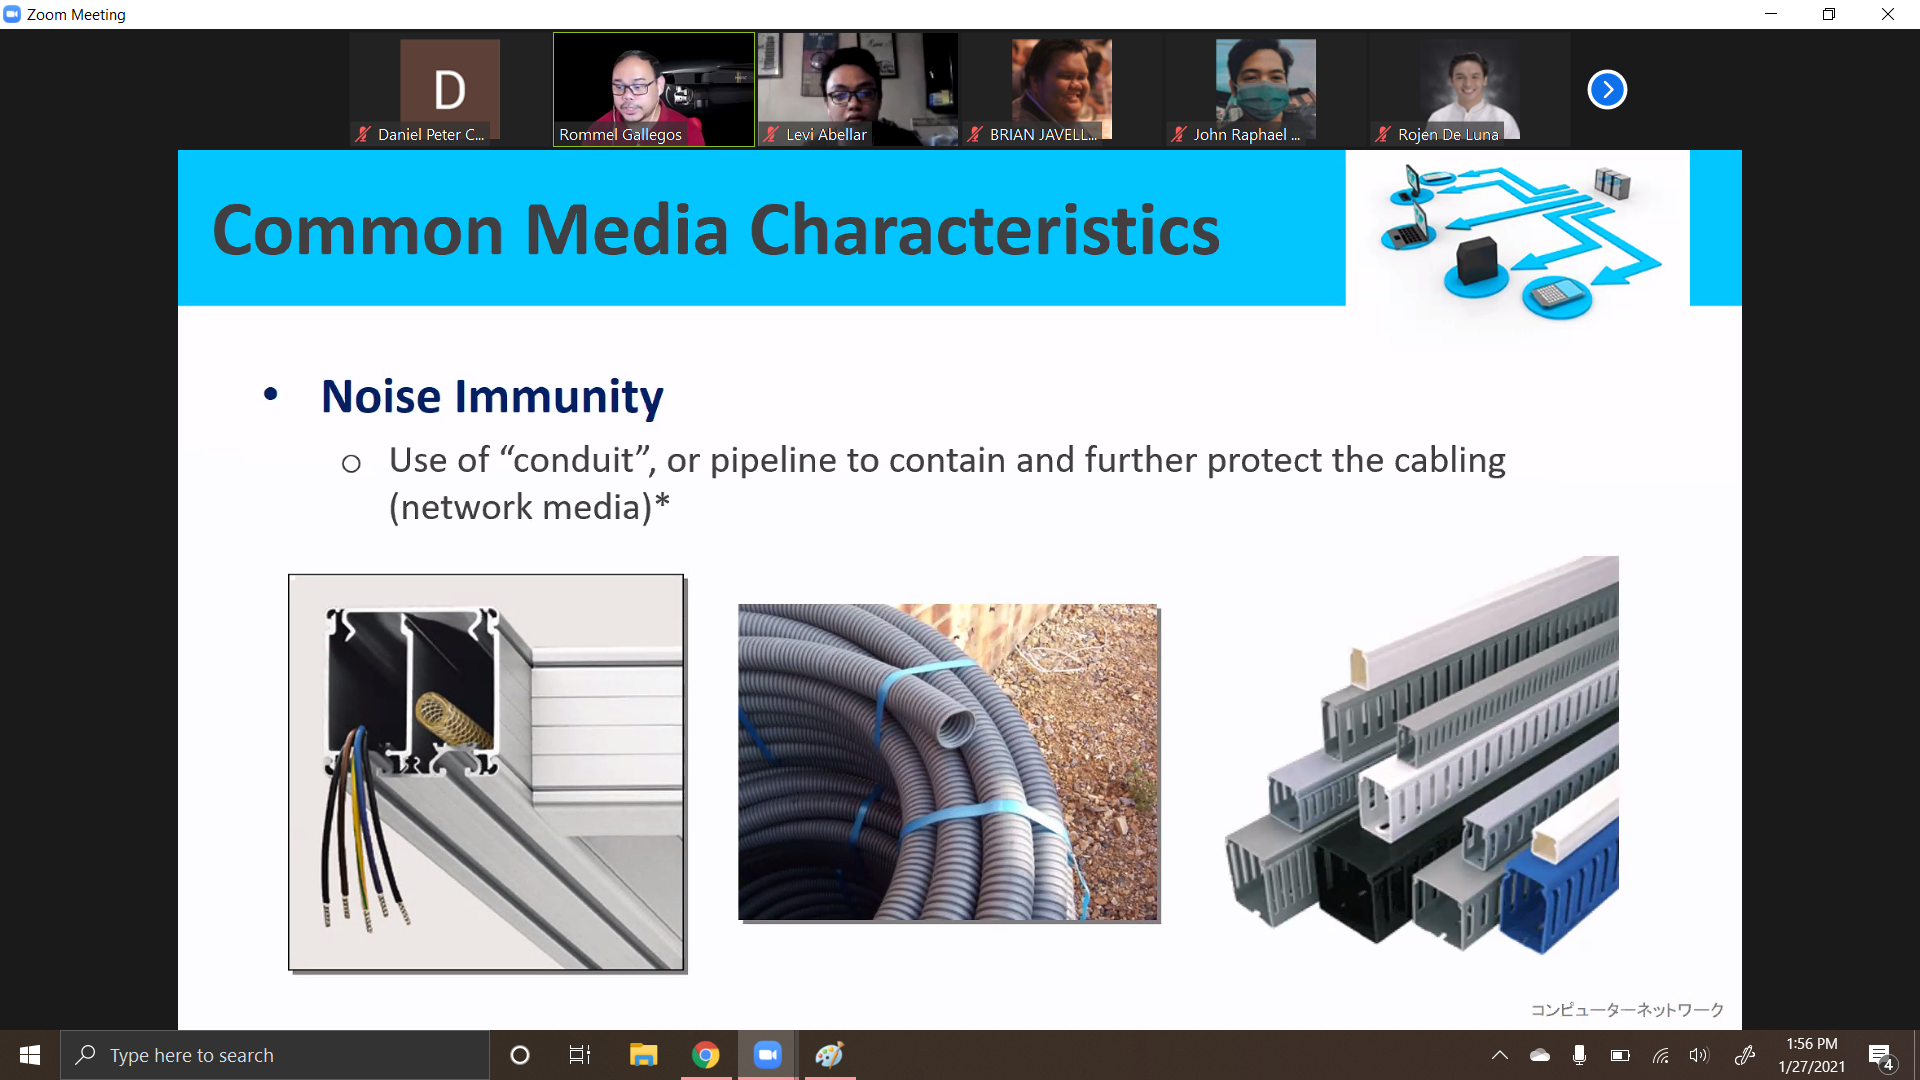 Zoom Meeting
D
Daniel Peter C...
Rommel Gallegos
Levi Abellar
BRIAN JAVELL...
John Raphael ...
Rojen De Luna
Common Media Characteristics
• Noise Immunity
o Use of “conduit”, or pipeline to contain and further protect the cabling
(network media)*
コンピューターネットワーク
Type here to search
1:56 PM
1/27/2021
4